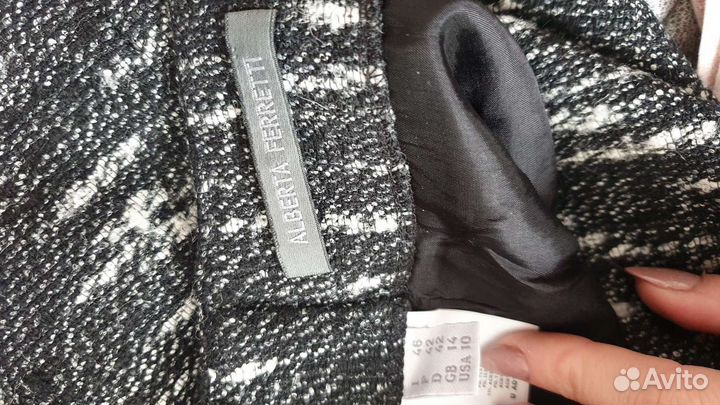 ALBERTA FERRETTI
I 46
F 42
D 42
GB 14
USA 10
Avito